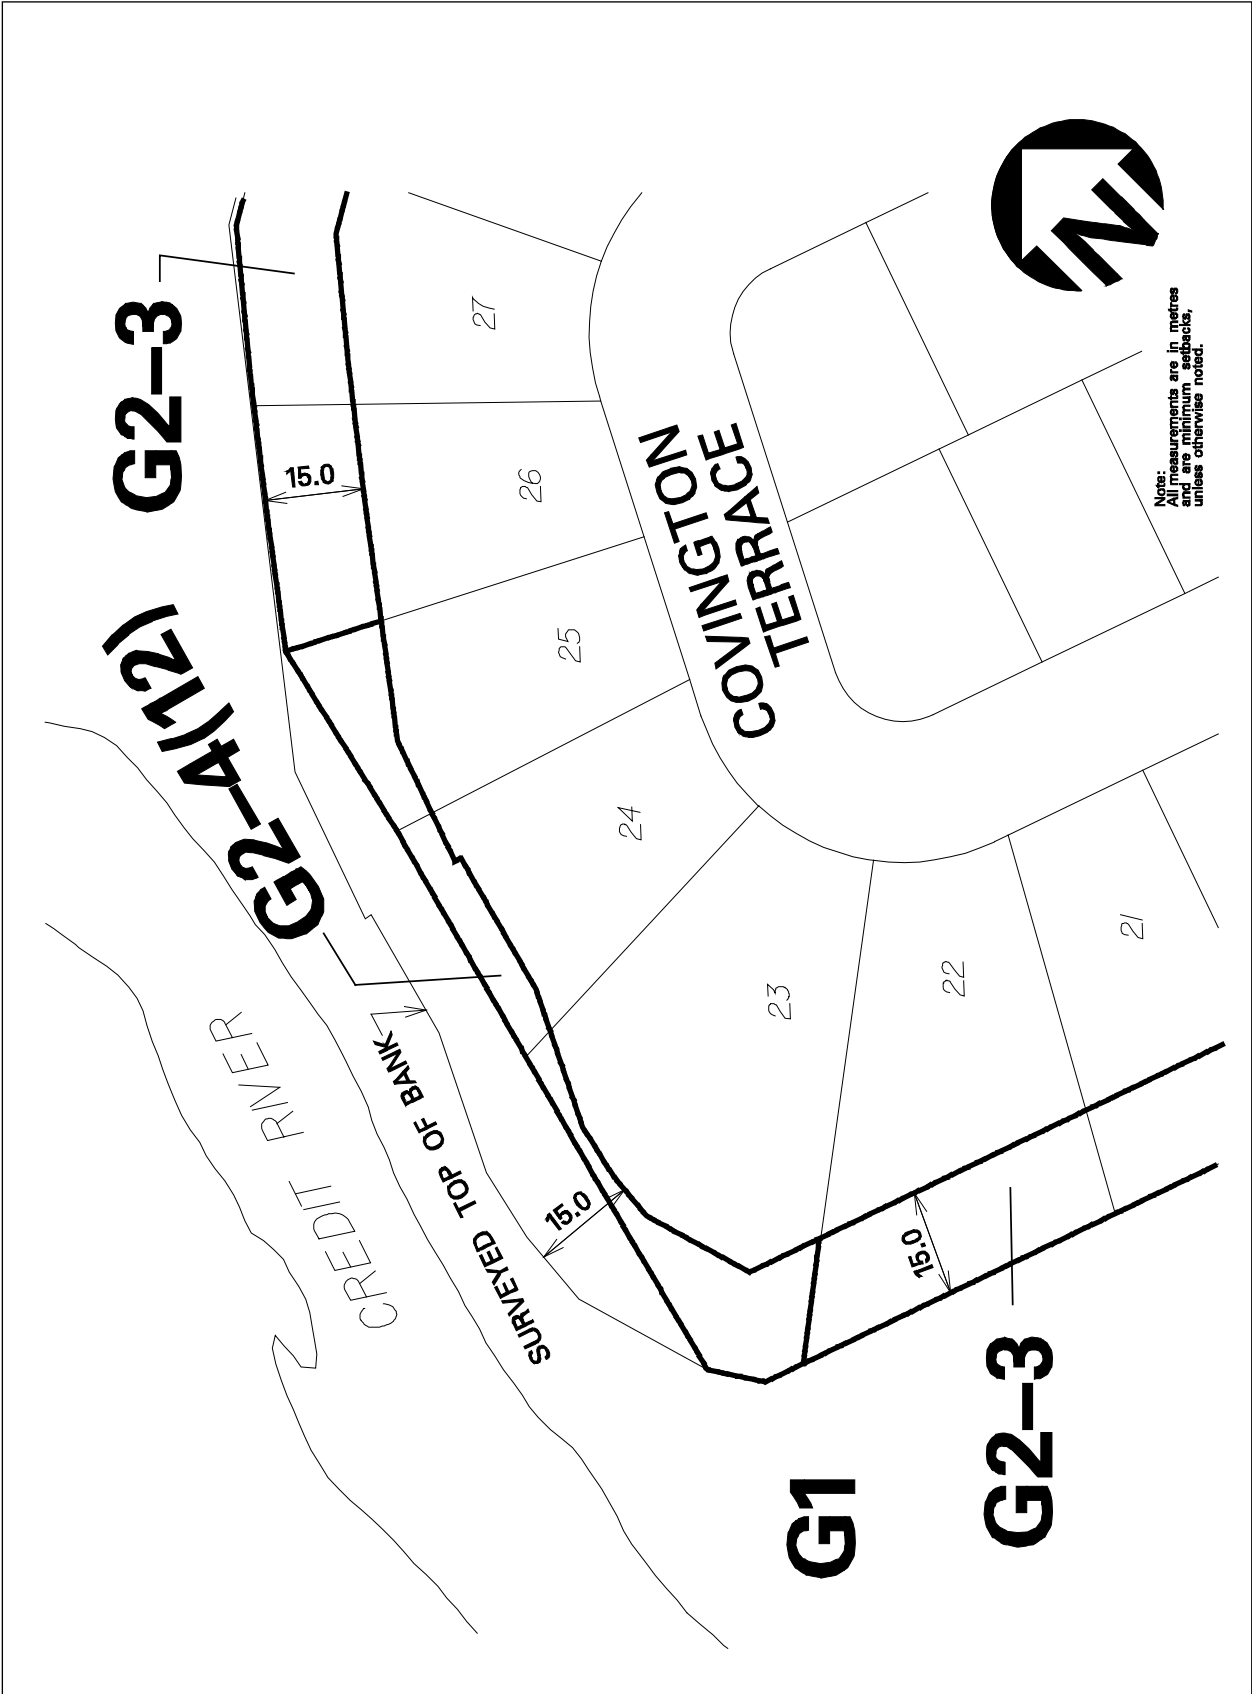 G2–3
G2–4(12)
15.0
27
26
25
24
23
22
21
COVINGTON
TERRACE
N
Note:
All measurements are in metres
and are minimum setbacks,
unless otherwise noted.
CREDIT RIVER
SURVEYED TOP OF BANK
15.0
15.0
G1
G2–3